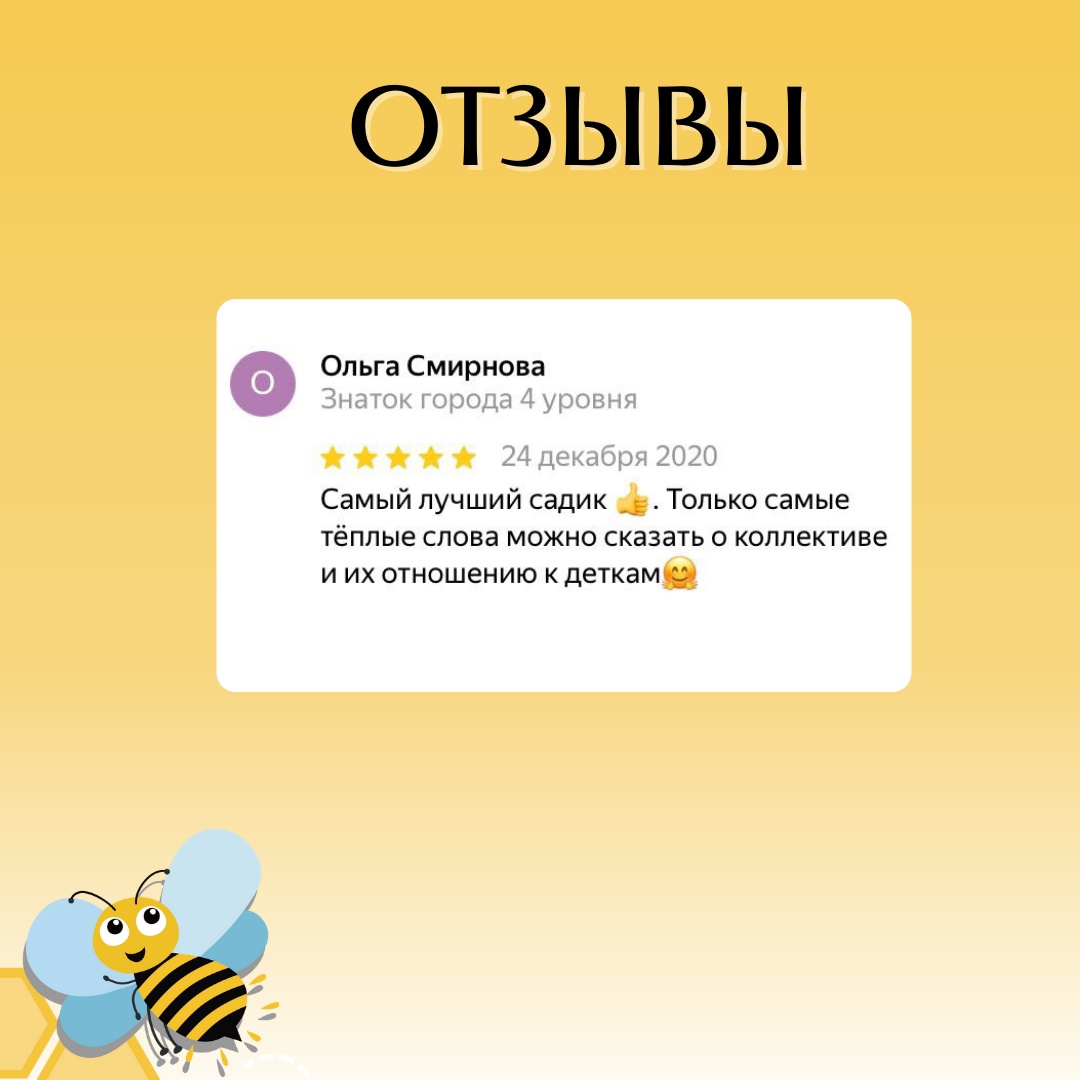 ОТЗЫВЫ
О
Ольга Смирнова
Знаток города 4 уровня
24 декабря 2020
Самый лучший садик 👍. Только самые
тёплые слова можно сказать о коллективе
и их отношению к деткам🤗